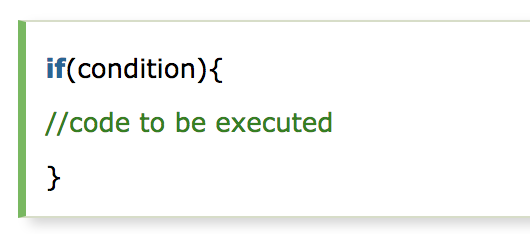 if(condition){
//code to be executed
}